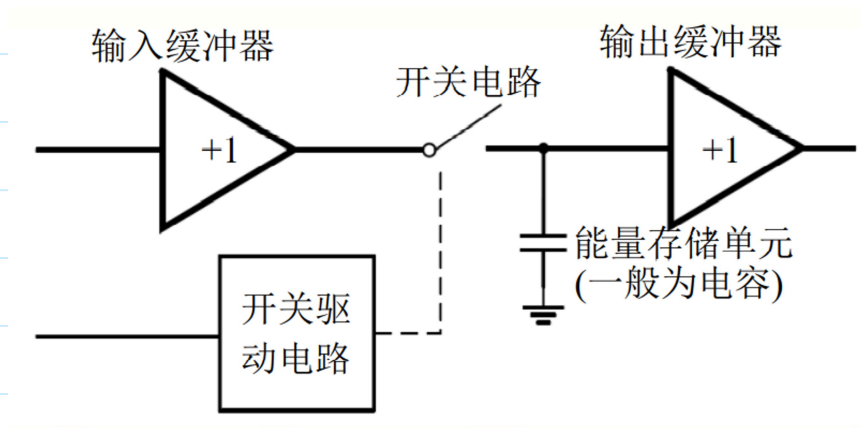 输入缓冲器
输出缓冲器
开关电路
+1
+1
能量存储单元
(一般为电容)
开关驱
动电路